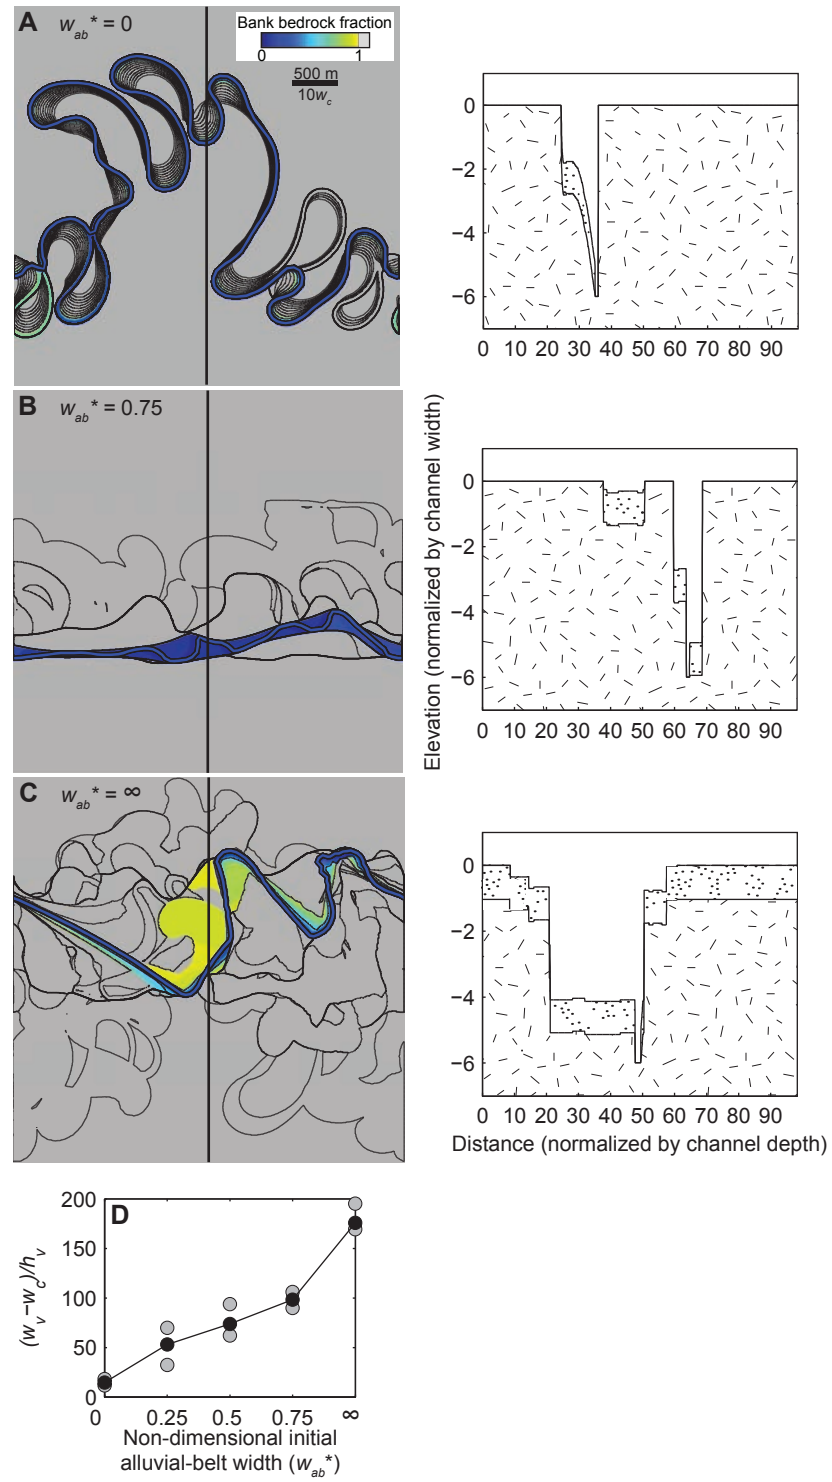 A w_ab* = 0
Bank bedrock fraction
0 1
500 m
10w_c
0
−2
−4
−6
0 10 20 30 40 50 60 70 80 90
B w_ab* = 0.75
0
−2
−4
−6
0 10 20 30 40 50 60 70 80 90
Elevation (normalized by channel width)
C w_ab* = ∞
0
−2
−4
−6
0 10 20 30 40 50 60 70 80 90
Distance (normalized by channel depth)
D
200
150
100
50
0
(w_v−w_c)/h_v
0 0.25 0.5 0.75 ∞
Non-dimensional initial
alluvial-belt width (w_ab*)